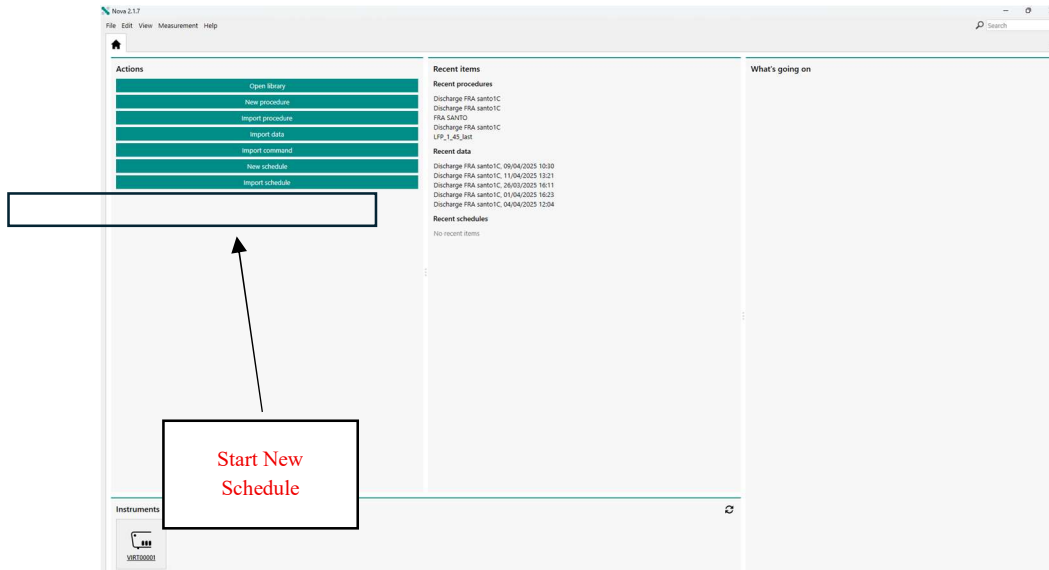 Nova 2.1.7
File Edit View Measurement Help
Search
Actions
Open library
New procedure
Import procedure
Import data
Import command
New schedule
Import schedule
Recent items
Recent procedures
Discharge FRA santo1C
Discharge FRA santo1C
FRA SANTO
Discharge FRA santo1C
LFP_1_45_last
Recent data
Discharge FRA santo1C, 09/04/2025 10:30
Discharge FRA santo1C, 11/04/2025 13:21
Discharge FRA santo1C, 26/03/2025 16:11
Discharge FRA santo1C, 01/04/2025 16:23
Discharge FRA santo1C, 04/04/2025 12:04
Recent schedules
No recent items
What's going on
Start New
Schedule
Instruments
VIRT00001